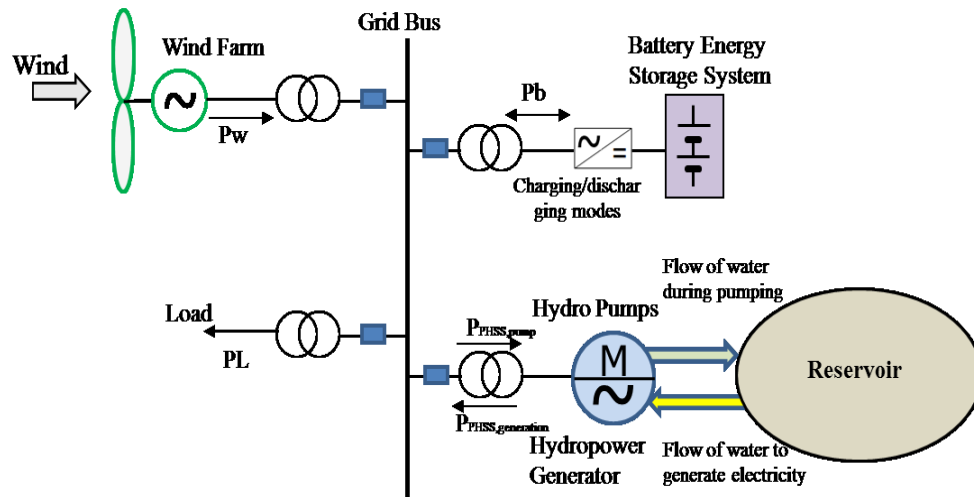 Grid Bus
Wind Farm
Wind
Pw
Battery Energy
Storage System
Pb
Charging/dischar
ging modes
Load
PL
Flow of water
during pumping
Hydro Pumps
PPHSS,pump
M
Reservoir
PPHSS,generation
Hydropower
Generator
Flow of water to
generate electricity